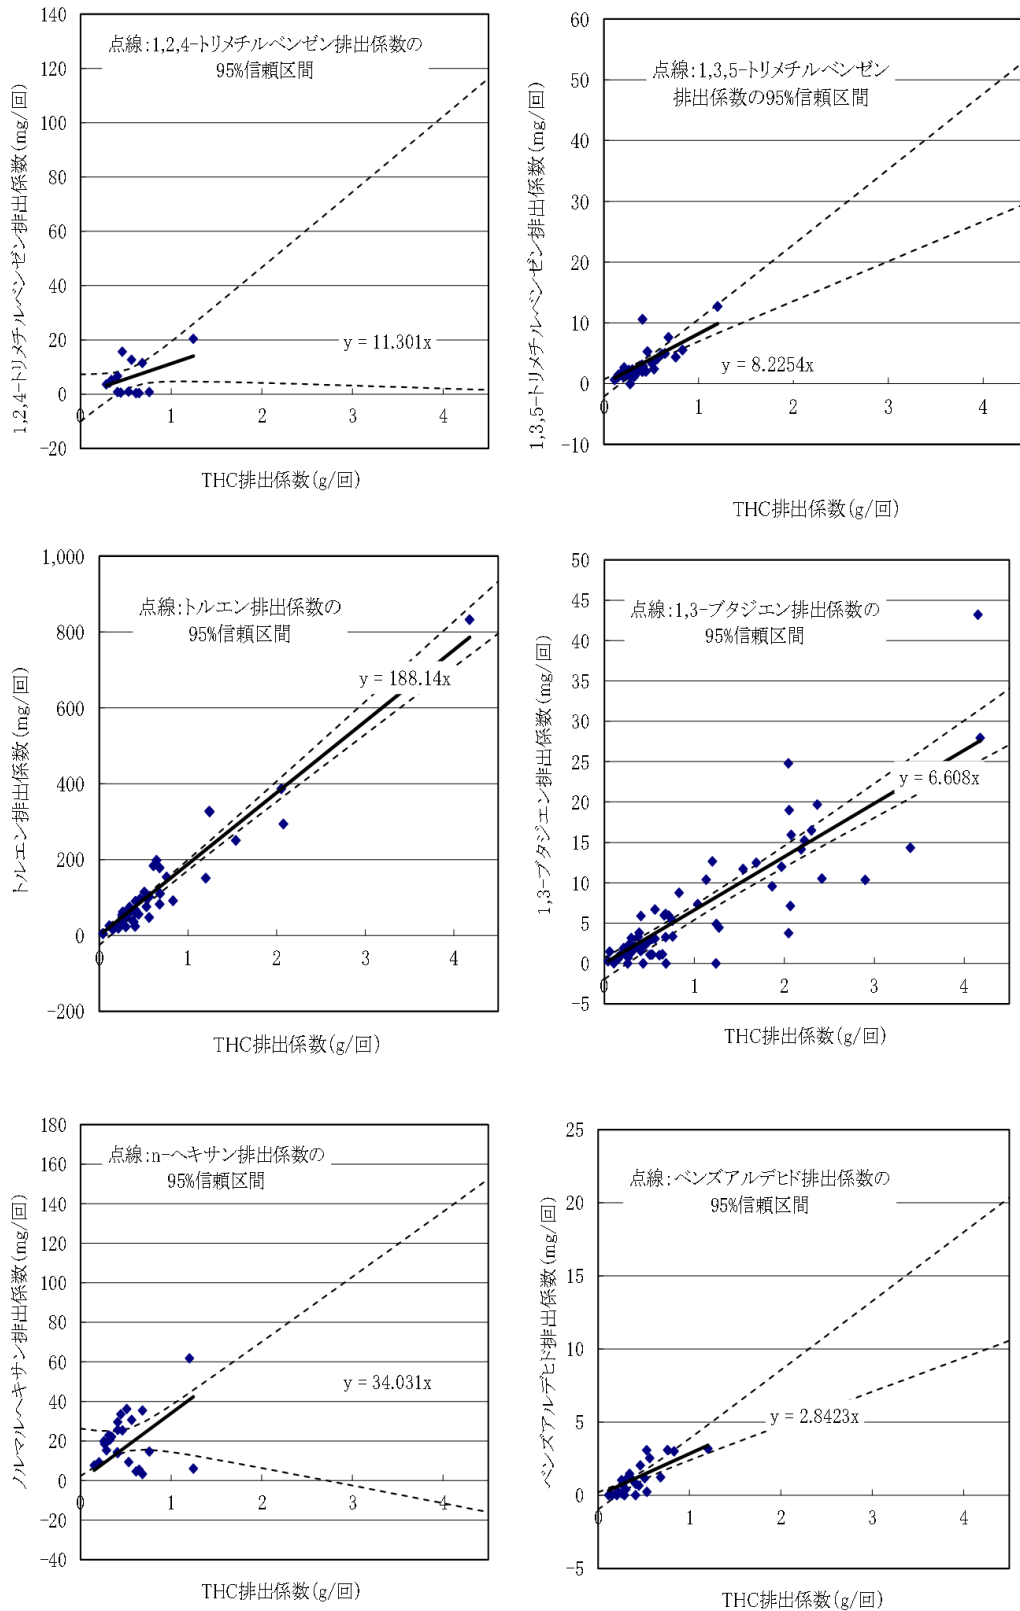 140
120
100
80
60
40
20
0
-20
点線:1,2,4-トリメチルベンゼン排出係数の
95%信頼区間
y = 11.301x
0
1
2
3
4
1,2,4-トリメチルベンゼン排出係数(mg/回)
THC排出係数(g/回)
60
50
40
30
20
10
0
-10
点線:1,3,5-トリメチルベンゼン
排出係数の95%信頼区間
y = 8.2254x
0
1
2
3
4
1,3,5-トリメチルベンゼン排出係数(mg/回)
THC排出係数(g/回)
1,000
800
600
400
200
0
-200
点線:トルエン排出係数の
95%信頼区間
y = 188.14x
0
1
2
3
4
トルエン排出係数(mg/回)
THC排出係数(g/回)
50
45
40
35
30
25
20
15
10
5
0
-5
点線:1,3-ブタジエン排出係数の
95%信頼区間
y = 6.608x
0
1
2
3
4
1,3-ブタジエン排出係数(mg/回)
THC排出係数(g/回)
180
160
140
120
100
80
60
40
20
0
-20
-40
点線:n-ヘキサン排出係数の
95%信頼区間
y = 34.031x
0
1
2
3
4
ノルマルヘキサン排出係数(mg/回)
THC排出係数(g/回)
25
20
15
10
5
0
-5
点線:ベンズアルデヒド排出係数の
95%信頼区間
y = 2.8423x
0
1
2
3
4
ベンズアルデヒド排出係数(mg/回)
THC排出係数(g/回)